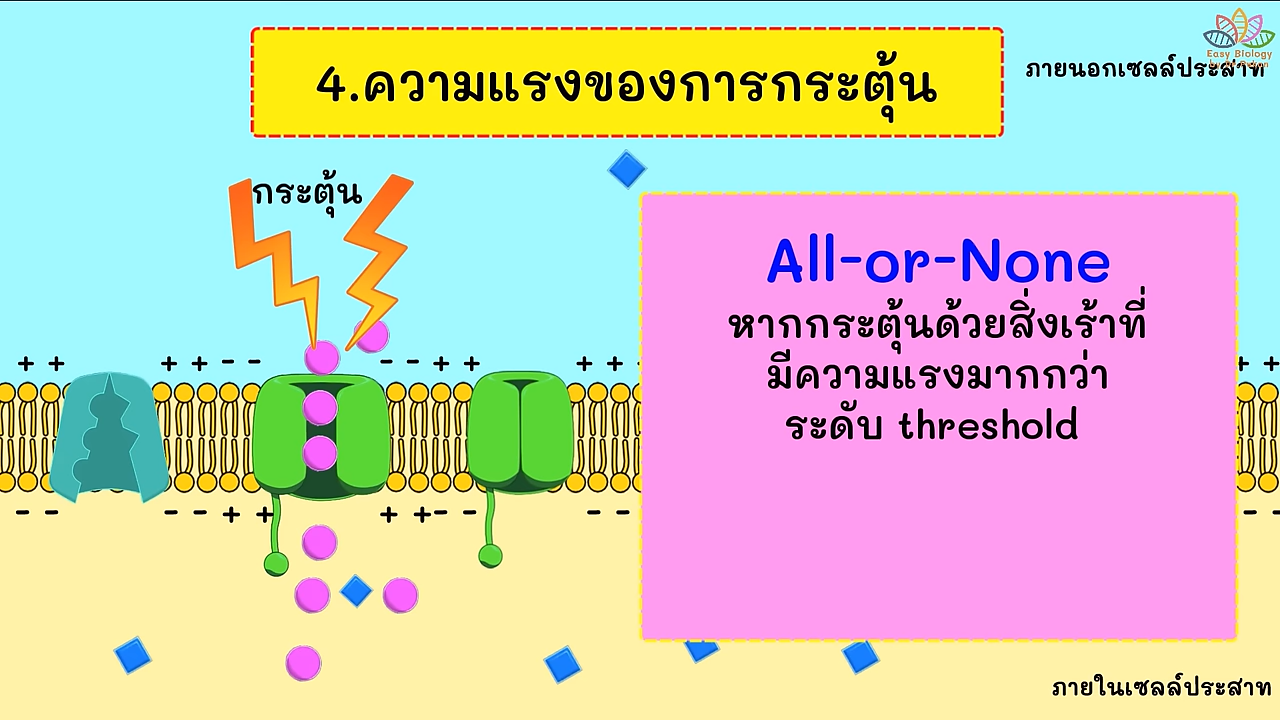 Easy Biology
4.ความแรงของการกระตุ้น
ภายนอกเซลล์ประสาท
กระตุ้น
All-or-None
หากกระตุ้นด้วยสิ่งเร้าที่
มีความแรงมากกว่า
ระดับ threshold
+ +
+ + - -
- - + +
+ +
+ +
- -
- - + +
+ + - -
- -
- -
ภายในเซลล์ประสาท